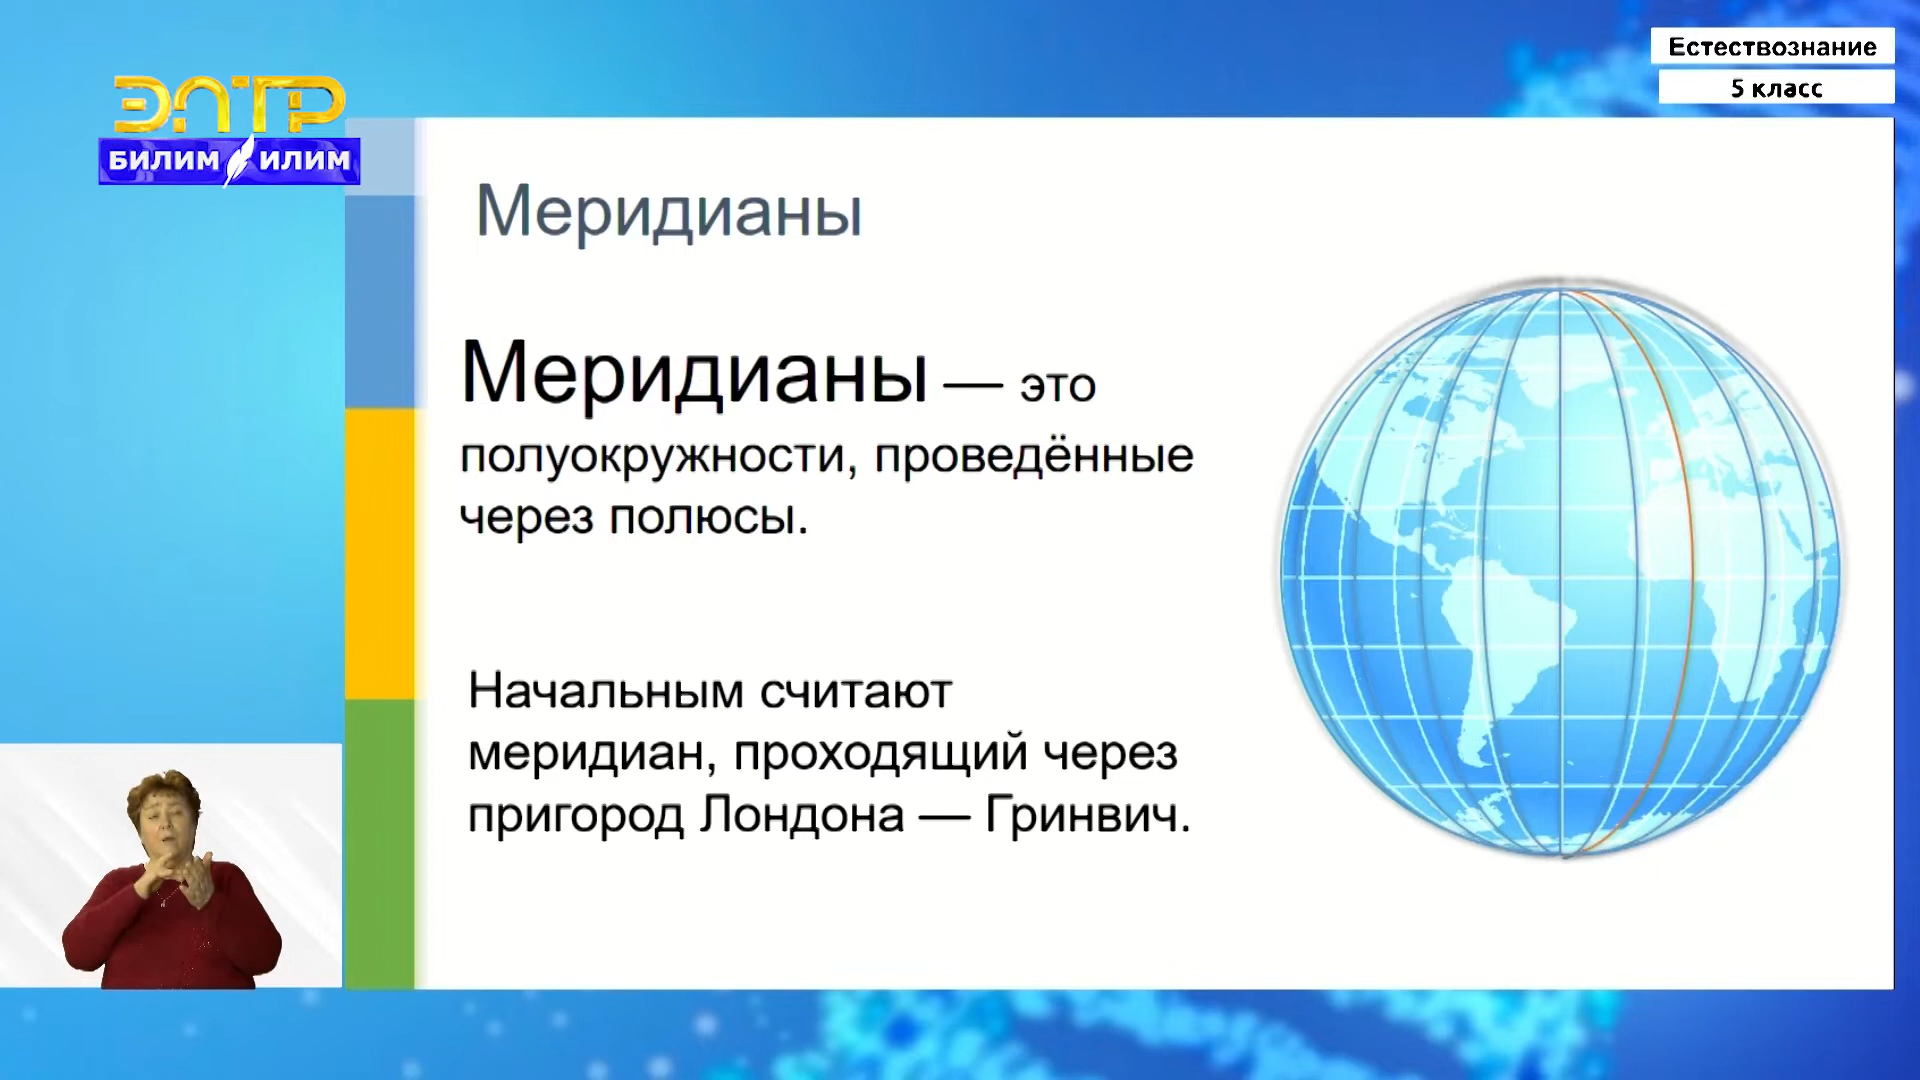 Естествознание
5 класс
ЭЛТР
БИЛИМ ИЛИМ
Меридианы
Меридианы — это
полуокружности, проведённые
через полюсы.
Начальным считают
меридиан, проходящий через
пригород Лондона — Гринвич.